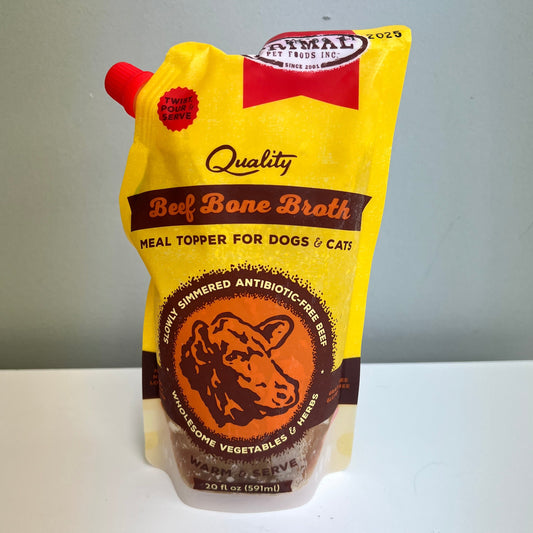 2025
PET FOODS INC
SINCE 2001
TWIST
POUR &
SERVE
Quality
Beef Bone Broth
MEAL TOPPER FOR DOGS & CATS
SLOWLY SIMMERED ANTIBIOTIC-FREE BEEF
WHOLESOME VEGETABLES & HERBS
WARM & SERVE
20 fl oz (591ml)